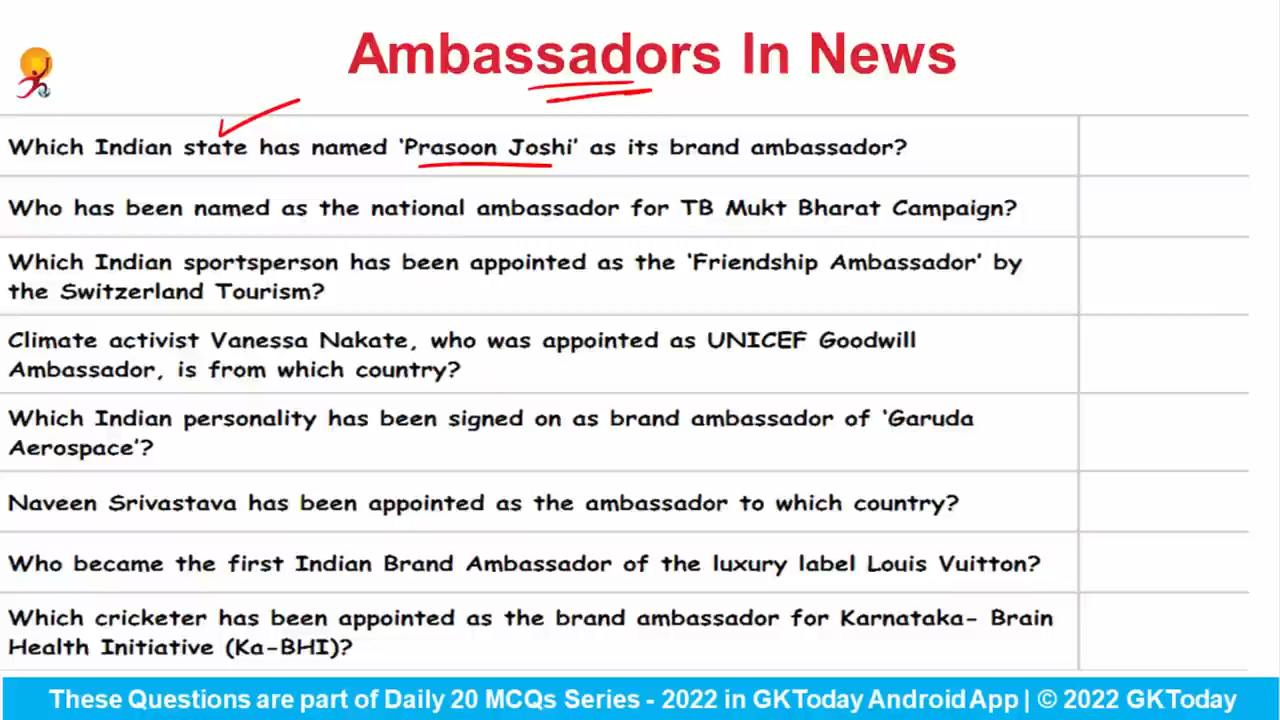 Ambassadors In News
Which Indian state has named ‘Prasoon Joshi’ as its brand ambassador?
Who has been named as the national ambassador for TB Mukt Bharat Campaign?
Which Indian sportsperson has been appointed as the ‘Friendship Ambassador’ by
the Switzerland Tourism?
Climate activist Vanessa Nakate, who was appointed as UNICEF Goodwill
Ambassador, is from which country?
Which Indian personality has been signed on as brand ambassador of ‘Garuda
Aerospace’?
Naveen Srivastava has been appointed as the ambassador to which country?
Who became the first Indian Brand Ambassador of the luxury label Louis Vuitton?
Which cricketer has been appointed as the brand ambassador for Karnataka- Brain
Health Initiative (Ka-BHI)?
These Questions are part of Daily 20 MCQs Series - 2022 in GKToday Android App | © 2022 GKToday